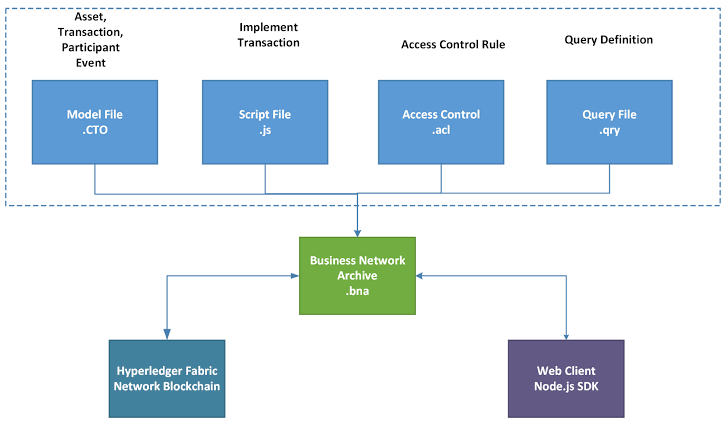 Asset,
Transaction,
Participant
Event
Implement
Transaction
Access Control Rule
Query Definition
Model File
.CTO
Script File
.js
Access Control
.acl
Query File
.qry
Business Network
Archive
.bna
Hyperledger Fabric
Network Blockchain
Web Client
Node.js SDK